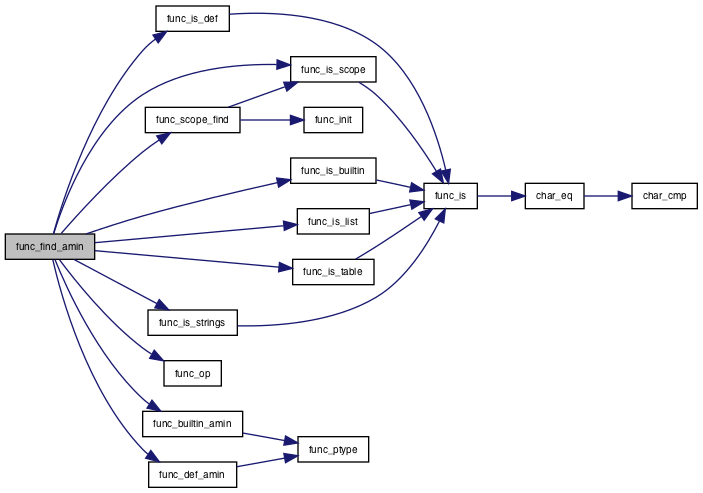 func_is_def
func_is_scope
func_scope_find
func_init
func_is_builtin
func_is
char_eq
char_cmp
func_is_list
func_find_amin
func_is_table
func_is_strings
func_op
func_builtin_amin
func_ptype
func_def_amin